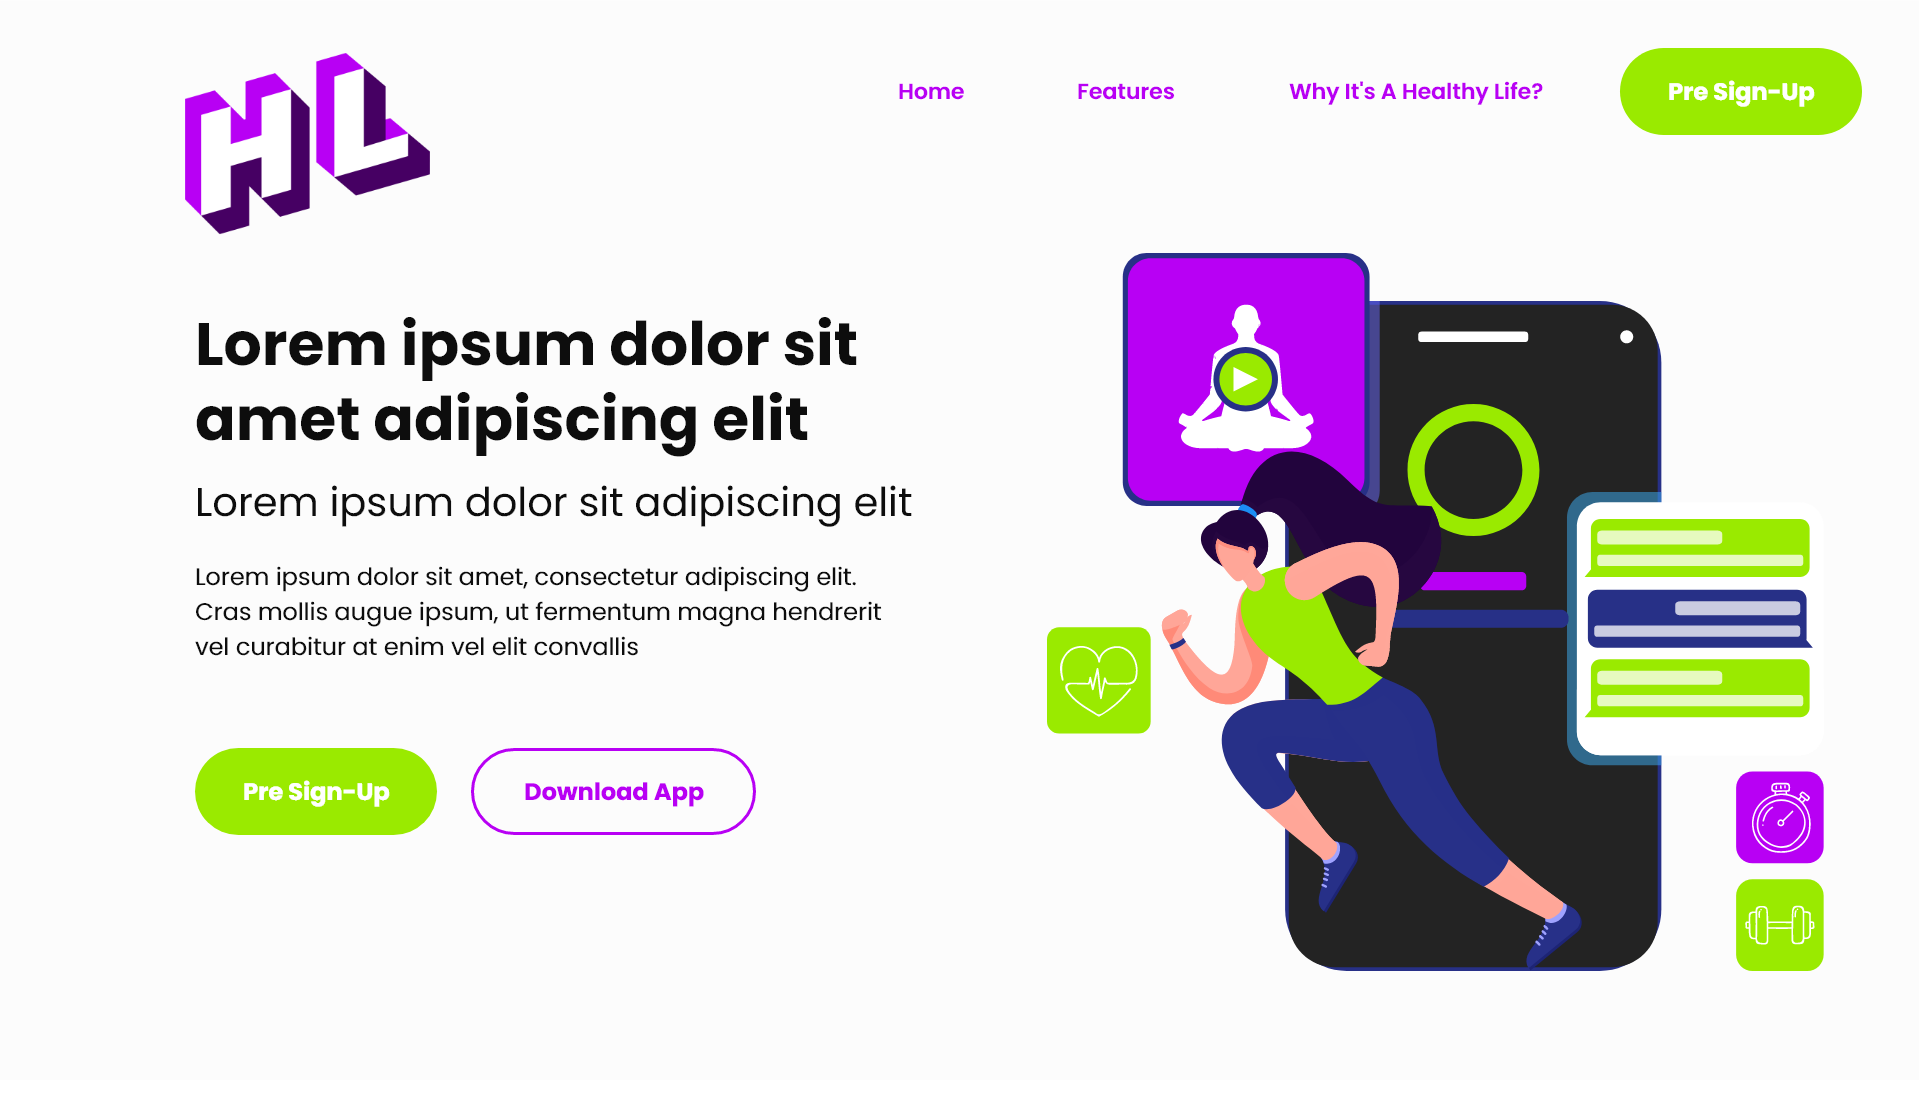 HL
Home
Features
Why It's A Healthy Life?
Pre Sign-Up
Lorem ipsum dolor sit
amet adipiscing elit
Lorem ipsum dolor sit adipiscing elit
Lorem ipsum dolor sit amet, consectetur adipiscing elit.
Cras mollis augue ipsum, ut fermentum magna hendrerit
vel curabitur at enim vel elit convallis
Pre Sign-Up
Download App